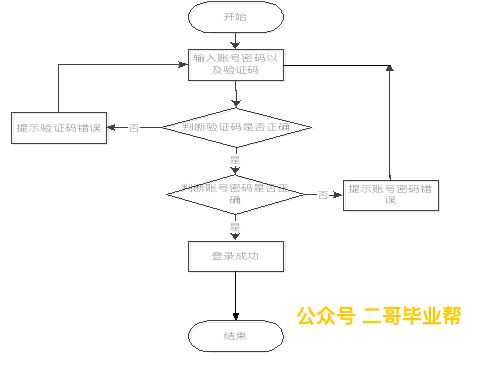 开始
输入账号密码以
及验证码
判断验证码是否正确
否
提示验证码错误
是
判断账号密码是否正
确
否
提示账号密码错
误
是
登录成功
公众号 二哥毕业帮
结束